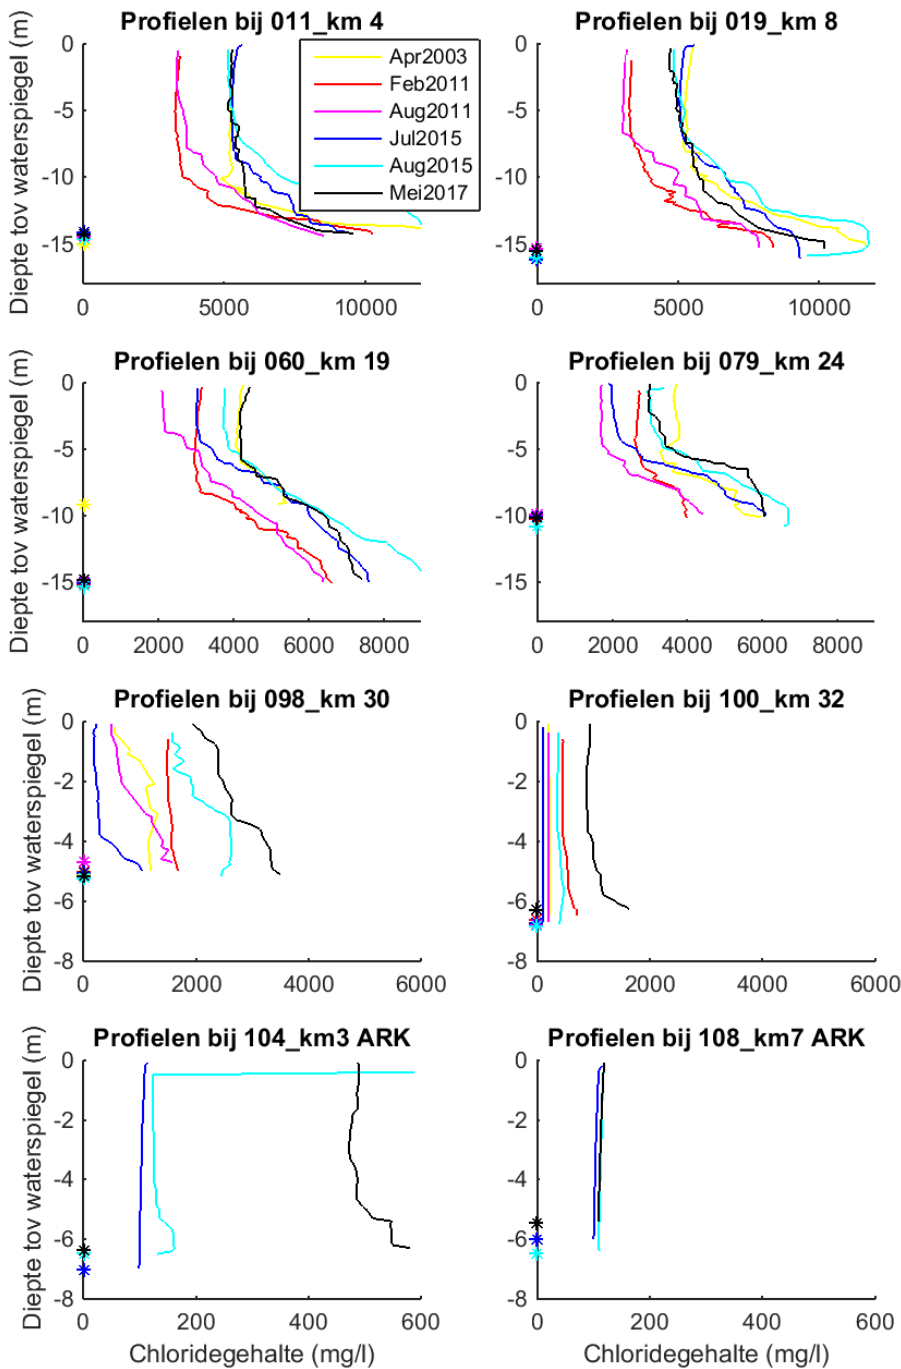 Profielen bij 011_km 4
Diepte tov waterspiegel (m)
0
-5
-10
-15
0 5000 10000
Apr2003
Feb2011
Aug2011
Jul2015
Aug2015
Mei2017
Profielen bij 019_km 8
0
-5
-10
-15
0 5000 10000
Profielen bij 060_km 19
Diepte tov waterspiegel (m)
0
-5
-10
-15
0 2000 4000 6000 8000
Profielen bij 079_km 24
0
-5
-10
-15
0 2000 4000 6000 8000
Profielen bij 098_km 30
Diepte tov waterspiegel (m)
0
-2
-4
-6
-8
0 2000 4000 6000
Profielen bij 100_km 32
0
-2
-4
-6
-8
0 2000 4000 6000
Profielen bij 104_km3 ARK
Diepte tov waterspiegel (m)
0
-2
-4
-6
-8
0 200 400 600
Chloridegehalte (mg/l)
Profielen bij 108_km7 ARK
0
-2
-4
-6
-8
0 200 400 600
Chloridegehalte (mg/l)